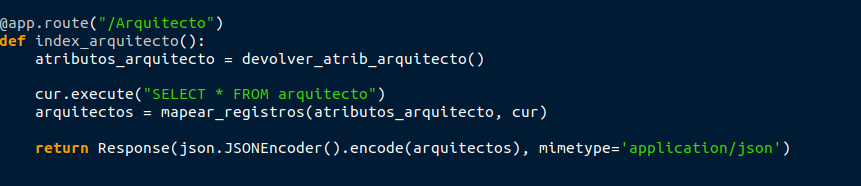 @app.route("/Arquitecto")
def index_arquitecto():
    atributos_arquitecto = devolver_atrib_arquitecto()
    cur.execute("SELECT * FROM arquitecto")
    arquitectos = mapear_registros(atributos_arquitecto, cur)
    return Response(json.JSONEncoder().encode(arquitectos), mimetype='application/json')